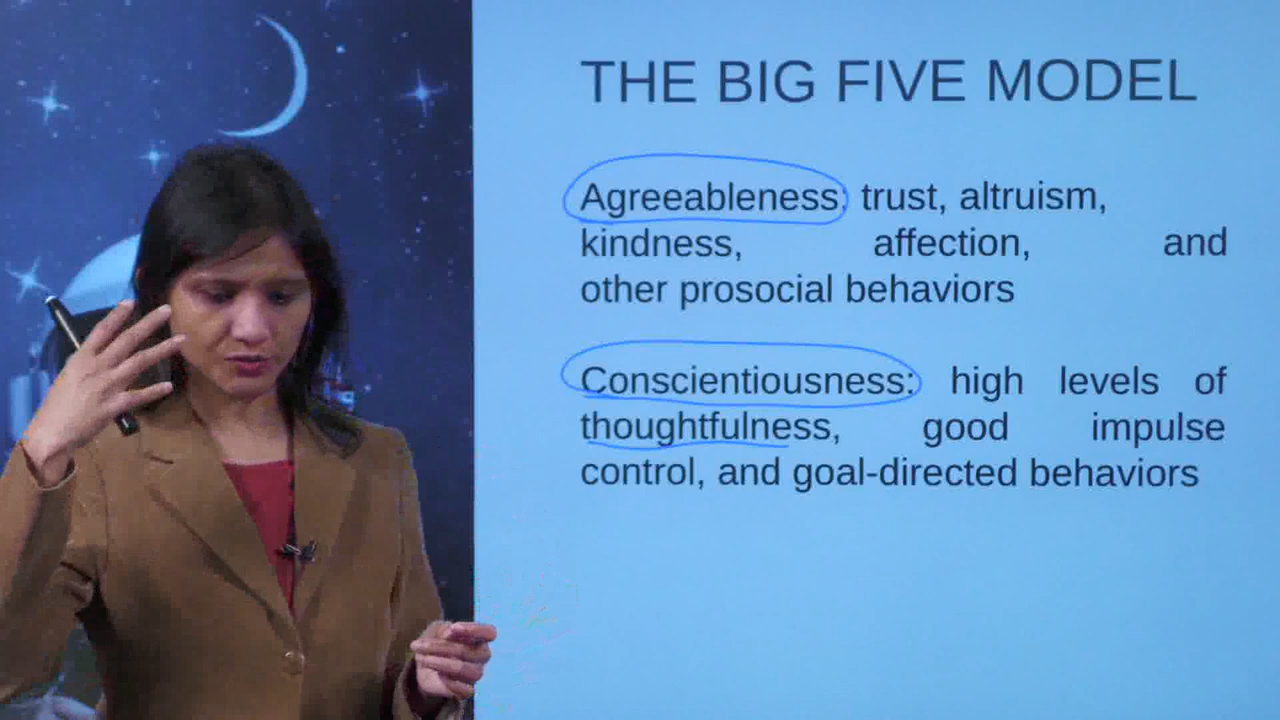 THE BIG FIVE MODEL
Agreeableness: trust, altruism,
kindness, affection, and
other prosocial behaviors
Conscientiousness: high levels of
thoughtfulness, good impulse
control, and goal-directed behaviors